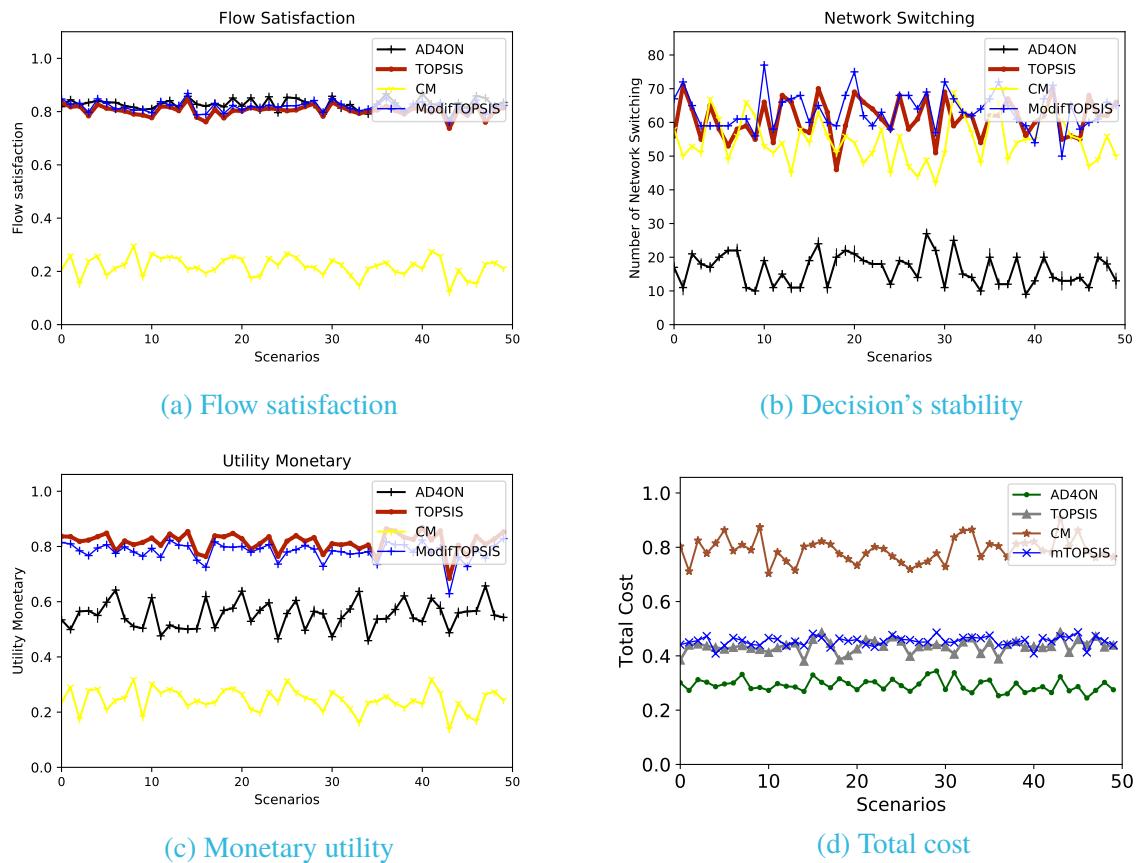 Flow Satisfaction
1.0
0.8
0.6
0.4
0.2
0.0
0 10 20 30 40 50
Flow satisfaction
Scenarios
AD4ON
TOPSIS
CM
ModifTOPSIS
(a) Flow satisfaction
Network Switching
80
70
60
50
40
30
20
10
0
0 10 20 30 40 50
Number of Network Switching
Scenarios
AD4ON
TOPSIS
CM
ModifTOPSIS
(b) Decision's stability
Utility Monetary
1.0
0.8
0.6
0.4
0.2
0.0
0 10 20 30 40 50
Utility Monetary
Scenarios
AD4ON
TOPSIS
CM
ModifTOPSIS
(c) Monetary utility
1.0
0.8
0.6
0.4
0.2
0.0
0 10 20 30 40 50
Total Cost
Scenarios
AD4ON
TOPSIS
CM
mTOPSIS
(d) Total cost